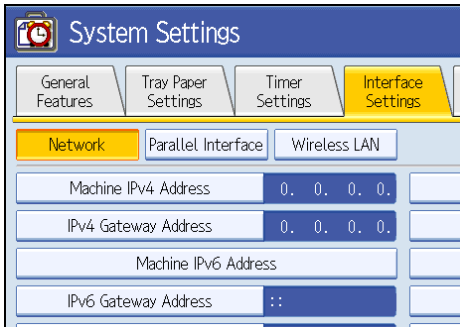 System Settings
General
Features
Tray Paper
Settings
Timer
Settings
Interface
Settings
Network
Parallel Interface
Wireless LAN
Machine IPv4 Address
0. 0. 0. 0.
IPv4 Gateway Address
0. 0. 0. 0.
Machine IPv6 Address
IPv6 Gateway Address
::